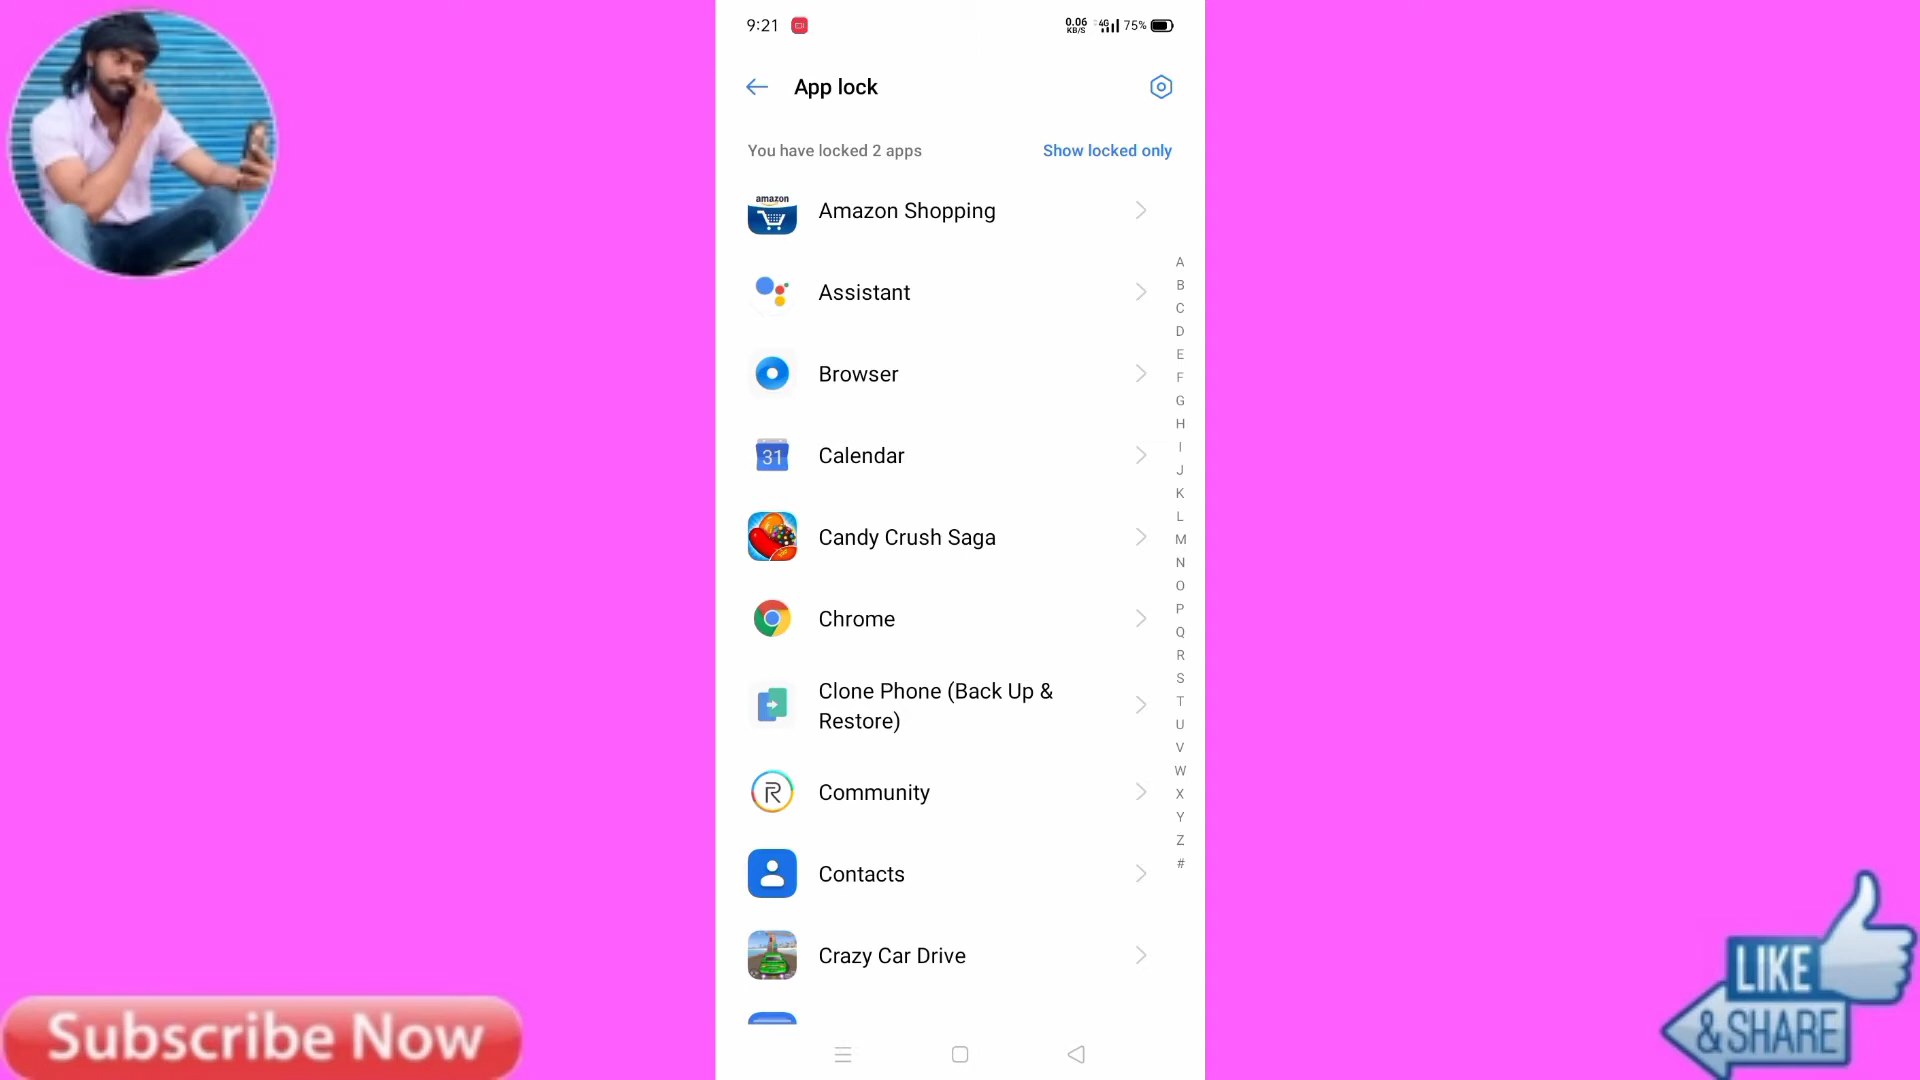 9:21
0.06 KB/S 4G 75%
App lock
You have locked 2 apps Show locked only
amazon
Amazon Shopping
Assistant
Browser
31 Calendar
Candy Crush Saga
Chrome
Clone Phone (Back Up &
Restore)
R Community
Contacts
Crazy Car Drive
A
B
C
D
E
F
G
H
I
J
K
L
M
N
O
P
Q
R
S
T
U
V
W
X
Y
Z
#
Subscribe Now
LIKE
& SHARE